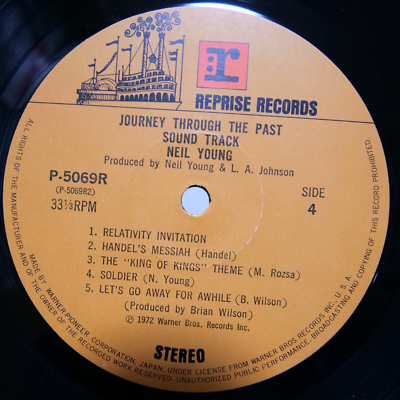 r
REPRISE RECORDS
JOURNEY THROUGH THE PAST
SOUND TRACK
NEIL YOUNG
Produced by Neil Young & L. A. Johnson
P-5069R
(P-5069R2)
33⅓RPM
SIDE
4
1. RELATIVITY INVITATION
2. HANDEL'S MESSIAH (Handel)
3. THE "KING OF KINGS" THEME (M. Rozsa)
4. SOLDIER (N. Young)
5. LET'S GO AWAY FOR AWHILE (B. Wilson)
(Produced by Brian Wilson)
℗ 1972 Warner Bros. Records Inc.
STEREO
ALL RIGHTS OF THE MANUFACTURER AND OF THE OWNER OF THE RECORDED WORK RESERVED. UNAUTHORIZED PUBLIC PERFORMANCE, BROADCASTING AND COPYING OF THIS RECORD PROHIBITED.
MADE BY WARNER-PIONEER CORPORATION, JAPAN, UNDER LICENSE FROM WARNER BROS. RECORDS INC., U.S.A.